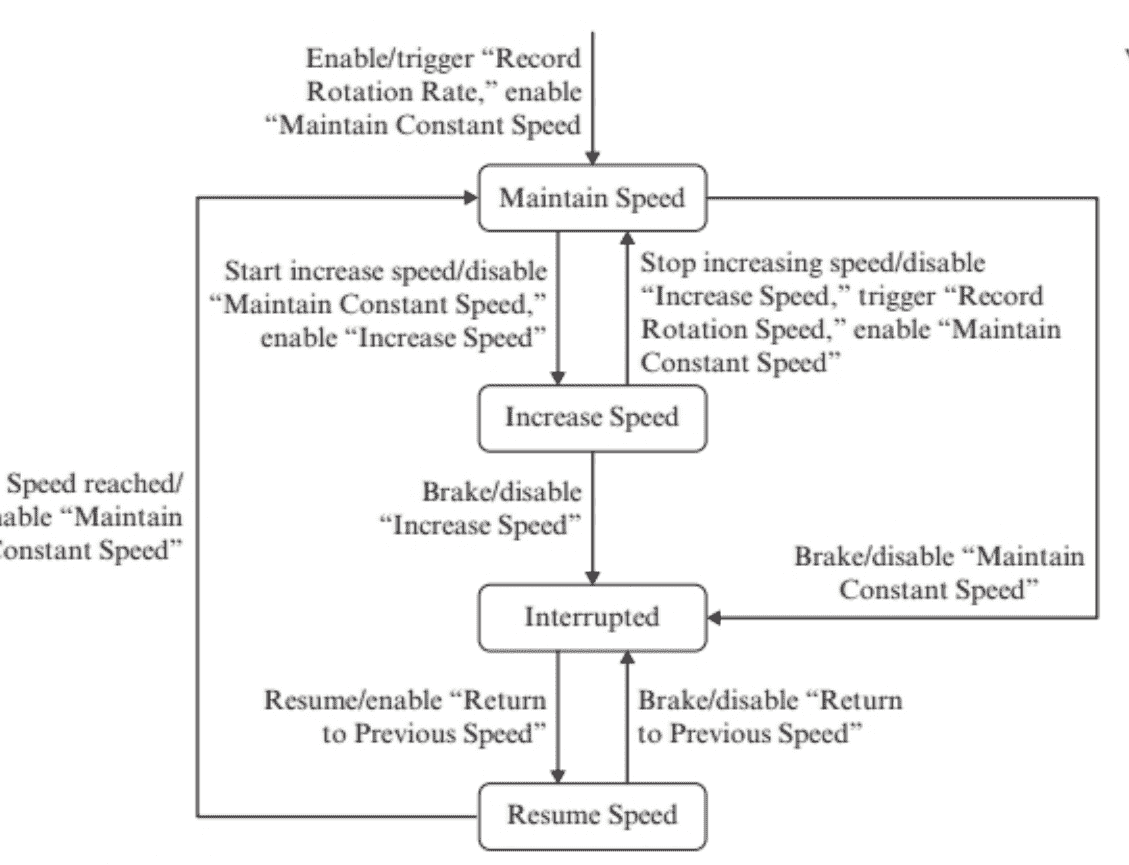 Enable/trigger “Record
Rotation Rate,” enable
“Maintain Constant Speed
Maintain Speed
Start increase speed/disable
“Maintain Constant Speed,”
enable “Increase Speed”
Stop increasing speed/disable
“Increase Speed,” trigger “Record
Rotation Speed,” enable “Maintain
Constant Speed”
Increase Speed
Speed reached/
“Maintain
Constant Speed”
Brake/disable
“Increase Speed”
Brake/disable “Maintain
Constant Speed”
Interrupted
Resume/enable “Return
to Previous Speed”
Brake/disable “Return
to Previous Speed”
Resume Speed